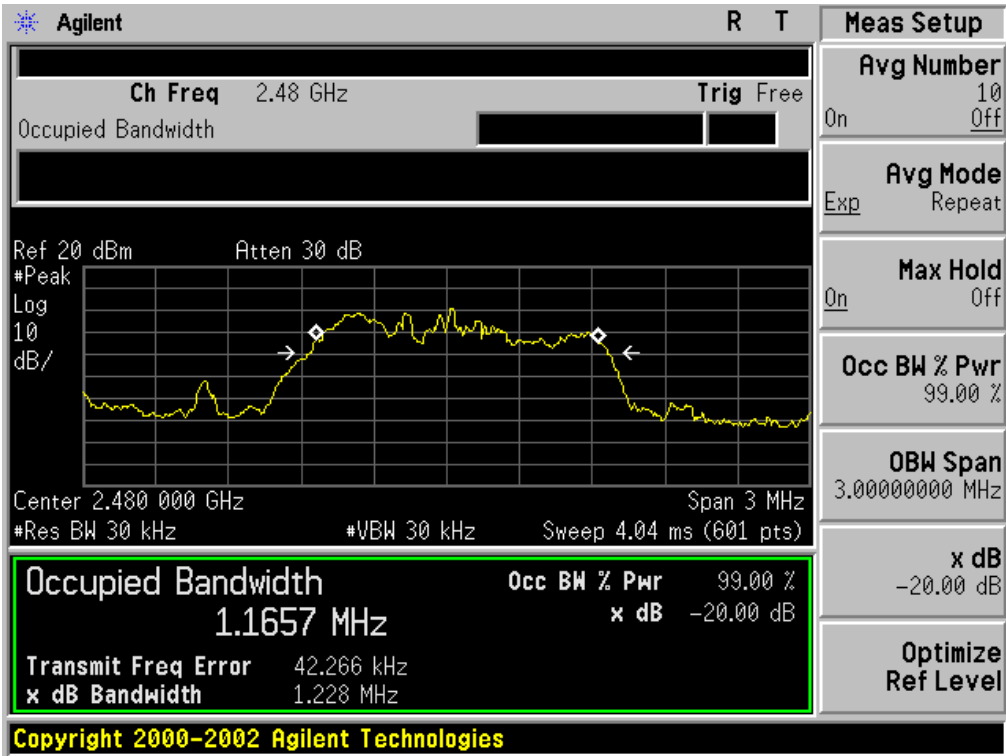 Agilent R T
Ch Freq 2.48 GHz Trig Free
Occupied Bandwidth
Ref 20 dBm Atten 30 dB
#Peak
Log
10
dB/
Center 2.480 000 GHz Span 3 MHz
#Res BW 30 kHz #VBW 30 kHz Sweep 4.04 ms (601 pts)
Occupied Bandwidth Occ BW % Pwr 99.00 %
1.1657 MHz x dB -20.00 dB
Transmit Freq Error 42.266 kHz
x dB Bandwidth 1.228 MHz
Copyright 2000-2002 Agilent Technologies
Meas Setup
Avg Number
10
On Off
Avg Mode
Exp Repeat
Max Hold
On Off
Occ BW % Pwr
99.00 %
OBW Span
3.00000000 MHz
x dB
-20.00 dB
Optimize
Ref Level